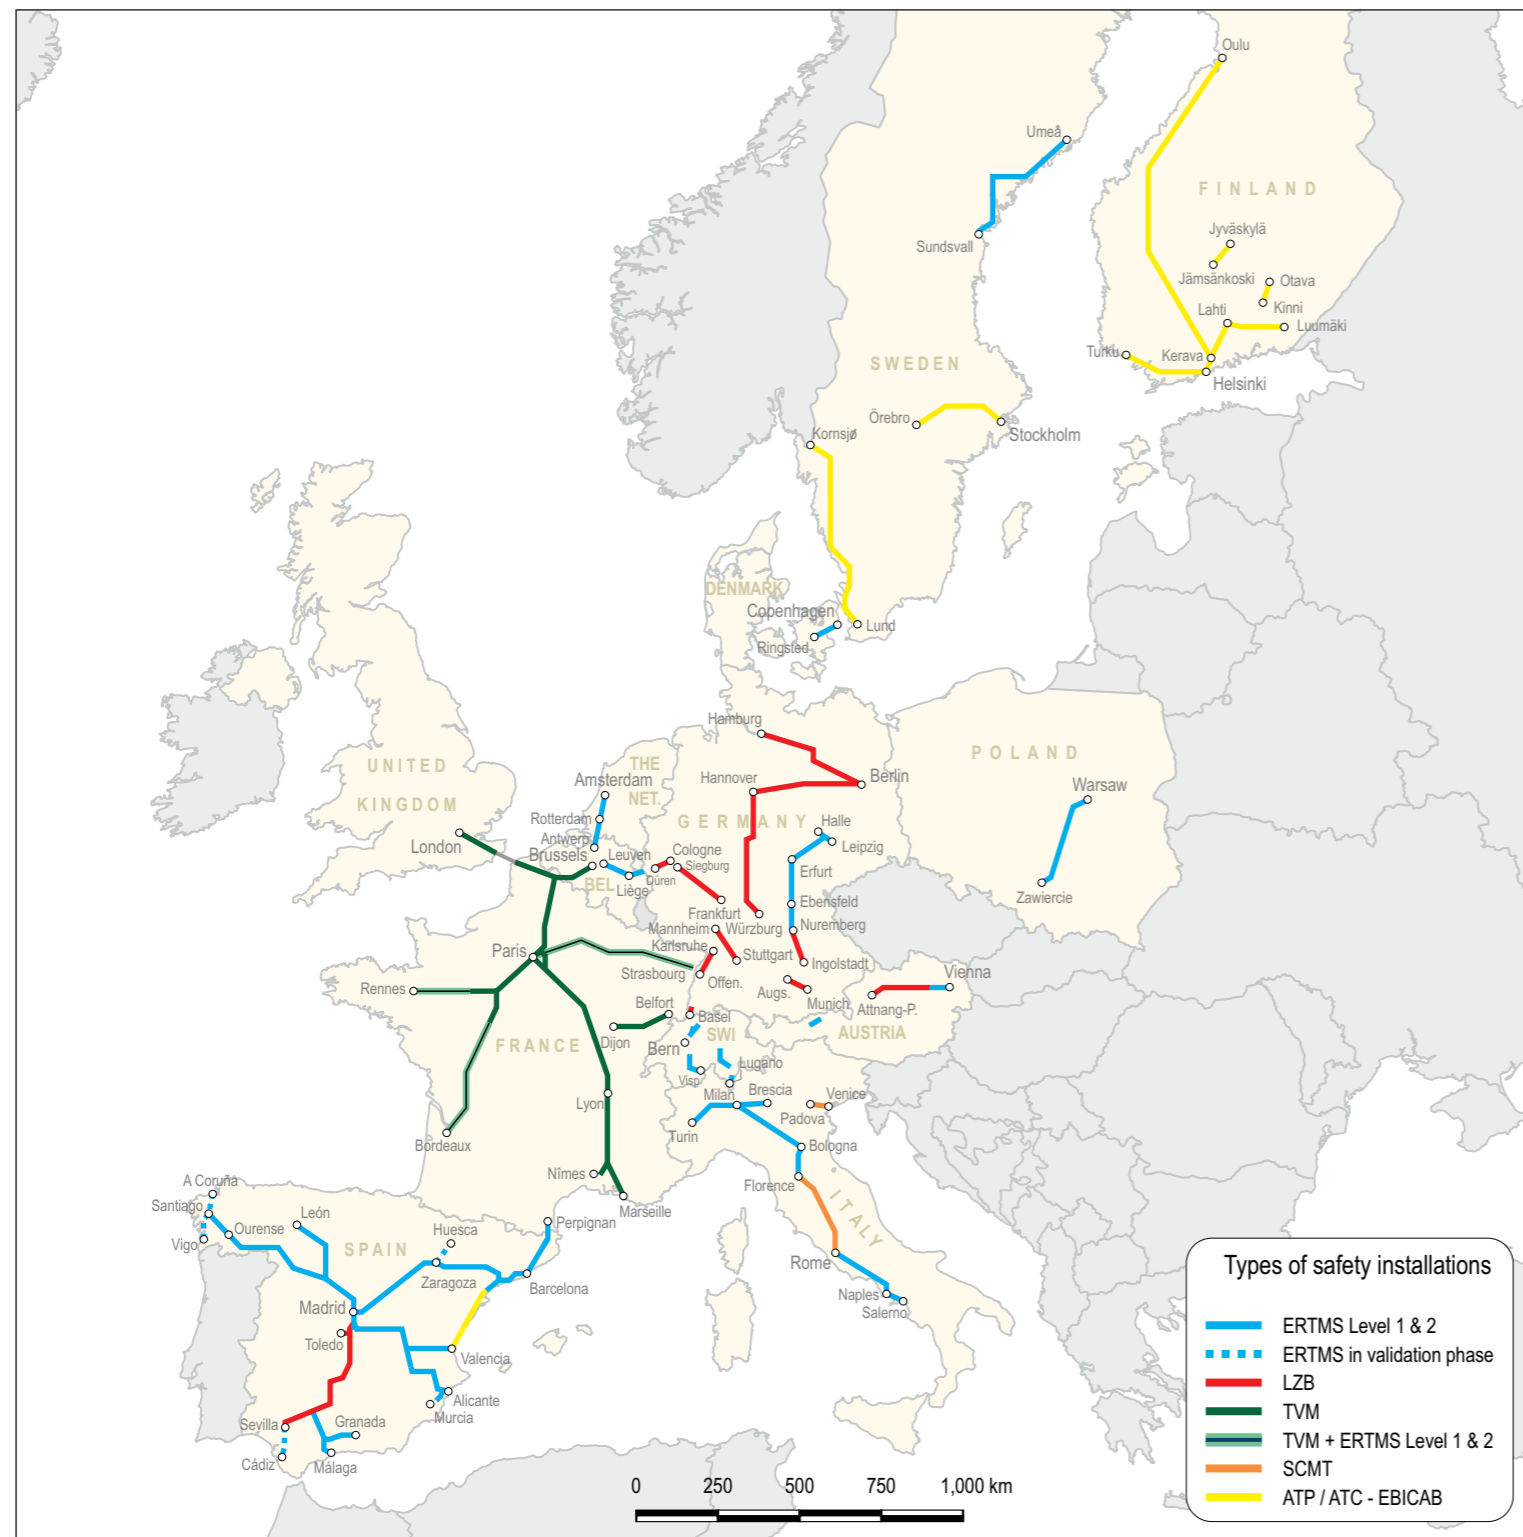 Oulu
Umeå
FINLAND
Jyväskylä
Sundsvall
Jämsänkoski
Otava
Kinni
Lahti
Luumäki
Turku
Kerava
Helsinki
SWEDEN
Örebro
Stockholm
Kornsjø
DENMARK
Copenhagen
Lund
Ringsted
Hamburg
POLAND
UNITED
KINGDOM
THE
NET.
Amsterdam
Hannover
Berlin
Warsaw
Rotterdam
GERMANY
Halle
Antwerp
Leipzig
London
Brussels
Leuven
Cologne
Siegburg
Erfurt
BEL.
Liège
Düren
Zawiercie
Ebensfeld
Frankfurt
Mannheim
Würzburg
Nuremberg
Paris
Karlsruhe
Stuttgart
Strasbourg
Ingolstadt
Vienna
Offen.
Rennes
Augs.
Munich
Attnang-P.
Belfort
Basel
AUSTRIA
Dijon
SWI
FRANCE
Bern
Lugano
Visp
Milan
Brescia
Venice
Lyon
Padova
Turin
Bordeaux
Bologna
Nîmes
Florence
ITALY
A Coruña
Santiago
León
Marseille
Ourense
Huesca
Perpignan
Vigo
SPAIN
Rome
Zaragoza
Barcelona
Naples
Salerno
Madrid
Toledo
Valencia
Alicante
Murcia
Sevilla
Granada
Cádiz
Málaga
0 250 500 750 1,000 km
Types of safety installations
ERTMS Level 1 & 2
ERTMS in validation phase
LZB
TVM
TVM + ERTMS Level 1 & 2
SCMT
ATP / ATC - EBICAB